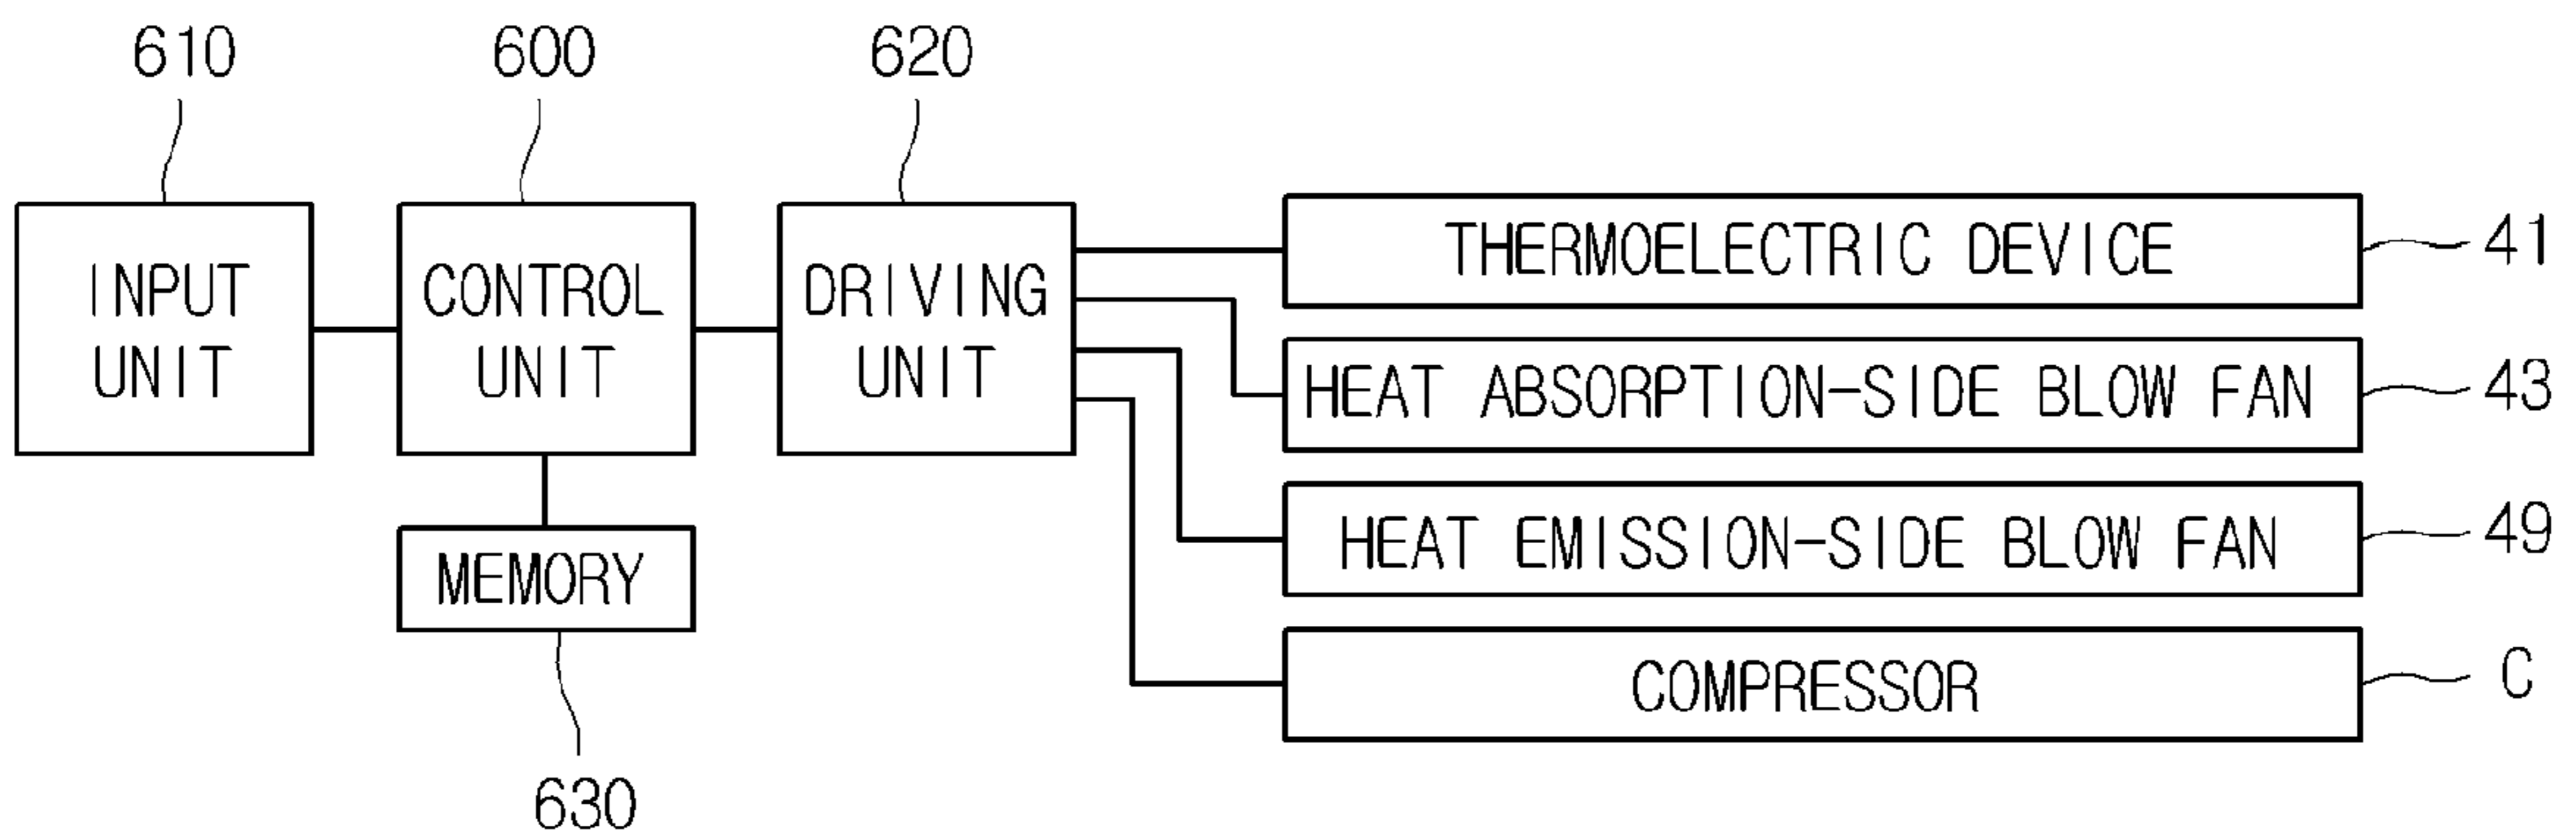 610
600
620
INPUT
UNIT
CONTROL
UNIT
DRIVING
UNIT
THERMOELECTRIC DEVICE
41
HEAT ABSORPTION-SIDE BLOW FAN
43
HEAT EMISSION-SIDE BLOW FAN
49
COMPRESSOR
C
MEMORY
630